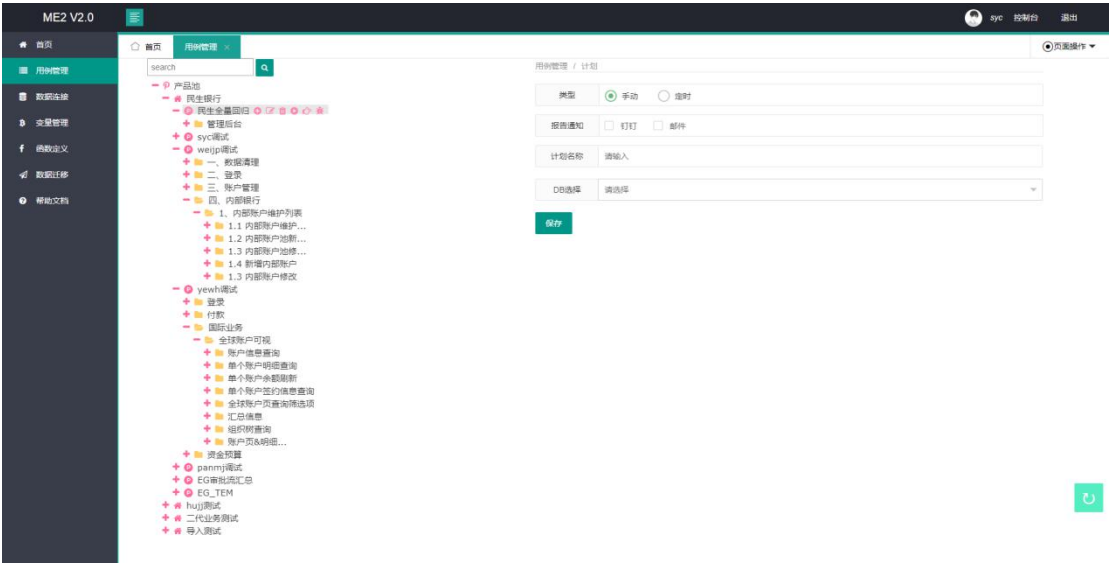 ME2 V2.0
syc 控制台 退出
首页
用例管理
数据连接
变量管理
函数定义
数据迁移
帮助文档
首页 用例管理 ×
页面操作
search
产品池
民生银行
民生全量回归
管理后台
syc调试
weijp调试
一、数据清理
二、登录
三、账户管理
四、内部银行
1、内部账户维护列表
1.1 内部账户维护...
1.2 内部账户池新...
1.3 内部账户池修...
1.4 新增内部账户
1.3 内部账户修改
yewh调试
登录
付款
国际业务
全球账户可视
账户信息查询
单个账户明细查询
单个账户余额刷新
单个账户签约信息查询
全球账户页查询筛选项
汇总信息
组织树查询
账户页&明细...
资金预算
panmj调试
EG审批流汇总
EG_TEM
hujj测试
二代业务测试
导入测试
用例管理 / 计划
类型 手动 定时
报告通知 钉钉 邮件
计划名称 请输入
DB选择 请选择
保存